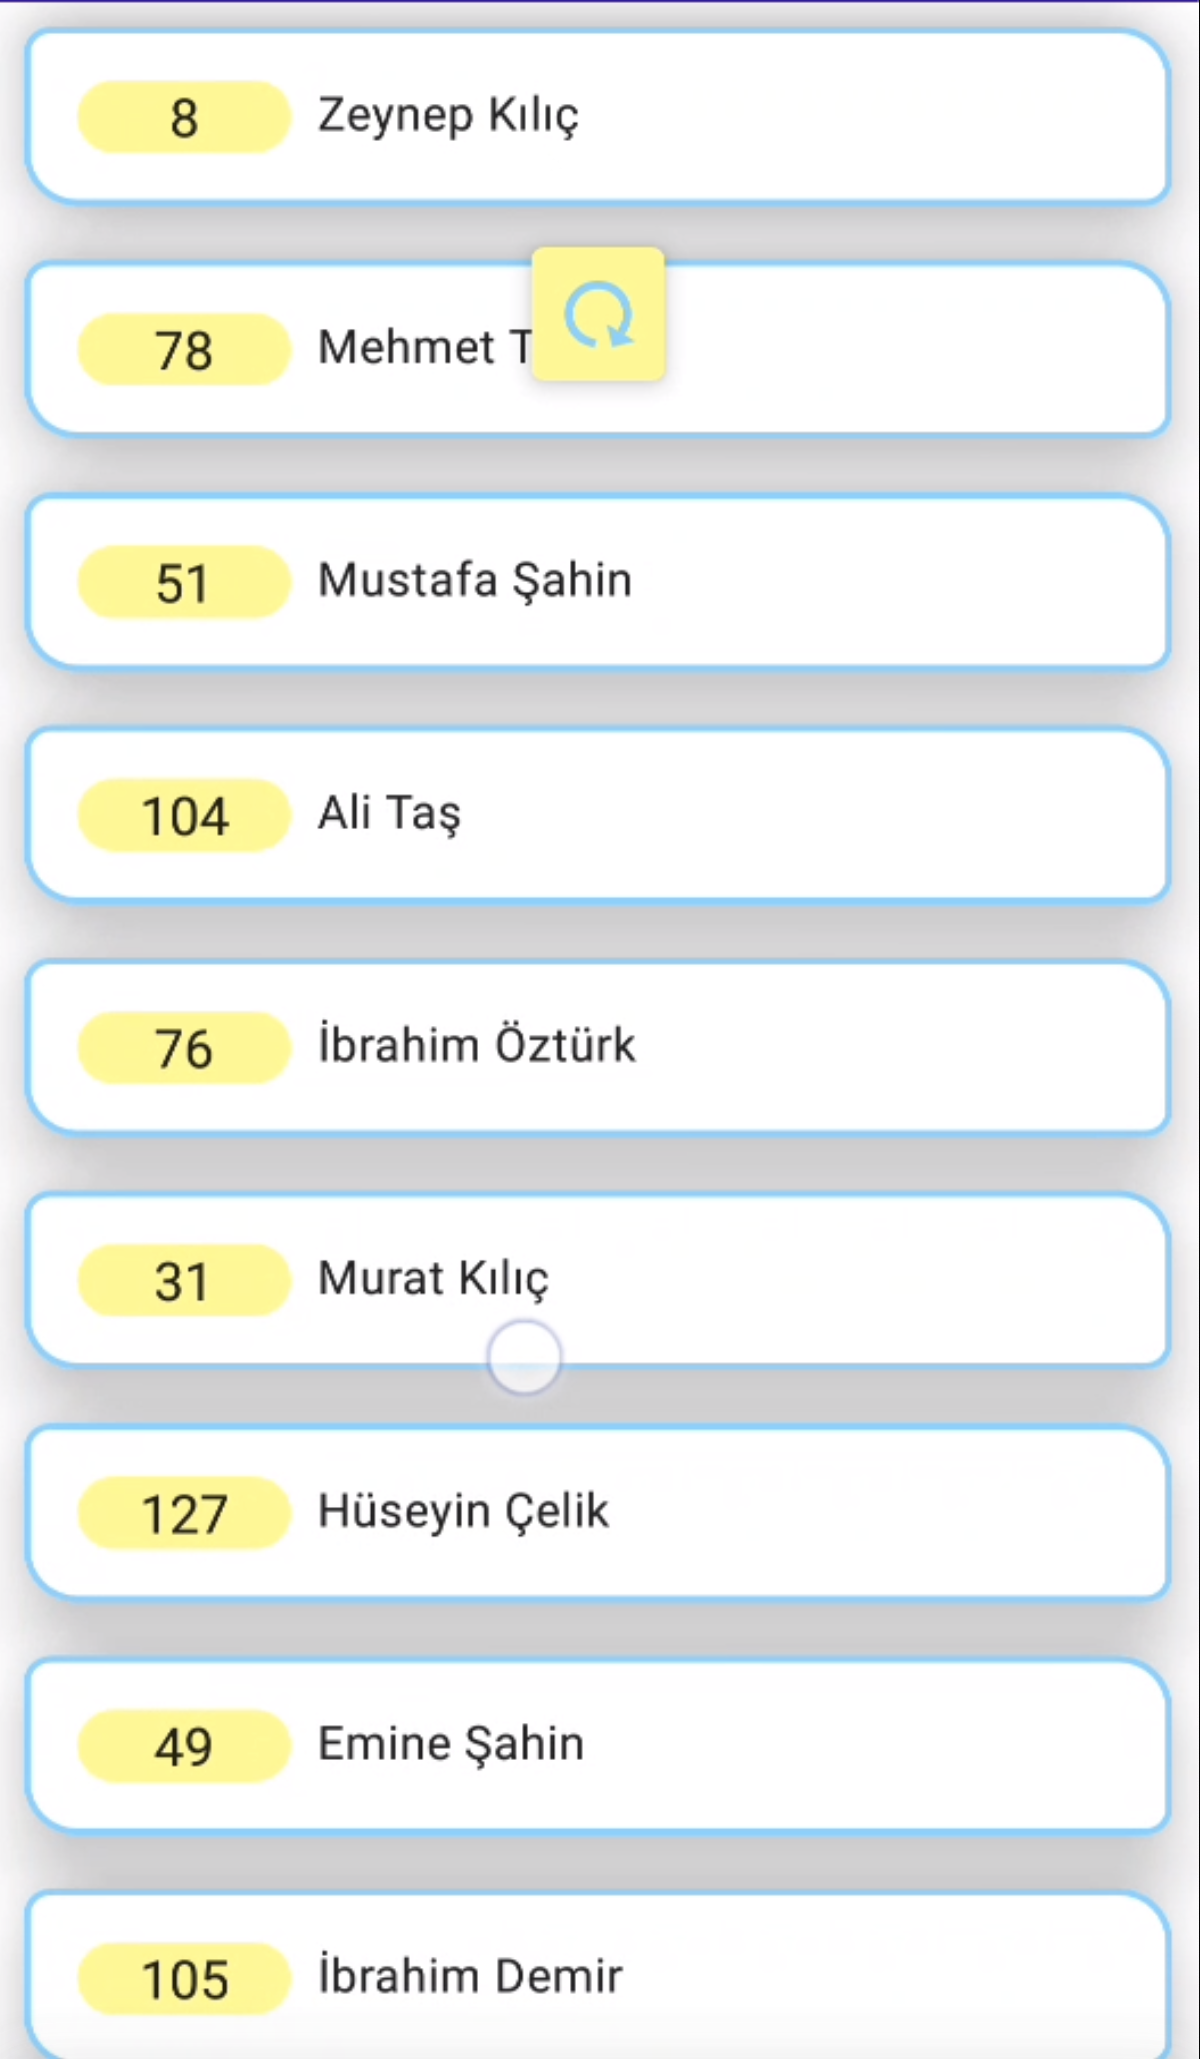 8 Zeynep Kılıç
78 Mehmet T
51 Mustafa Şahin
104 Ali Taş
76 İbrahim Öztürk
31 Murat Kılıç
127 Hüseyin Çelik
49 Emine Şahin
105 İbrahim Demir